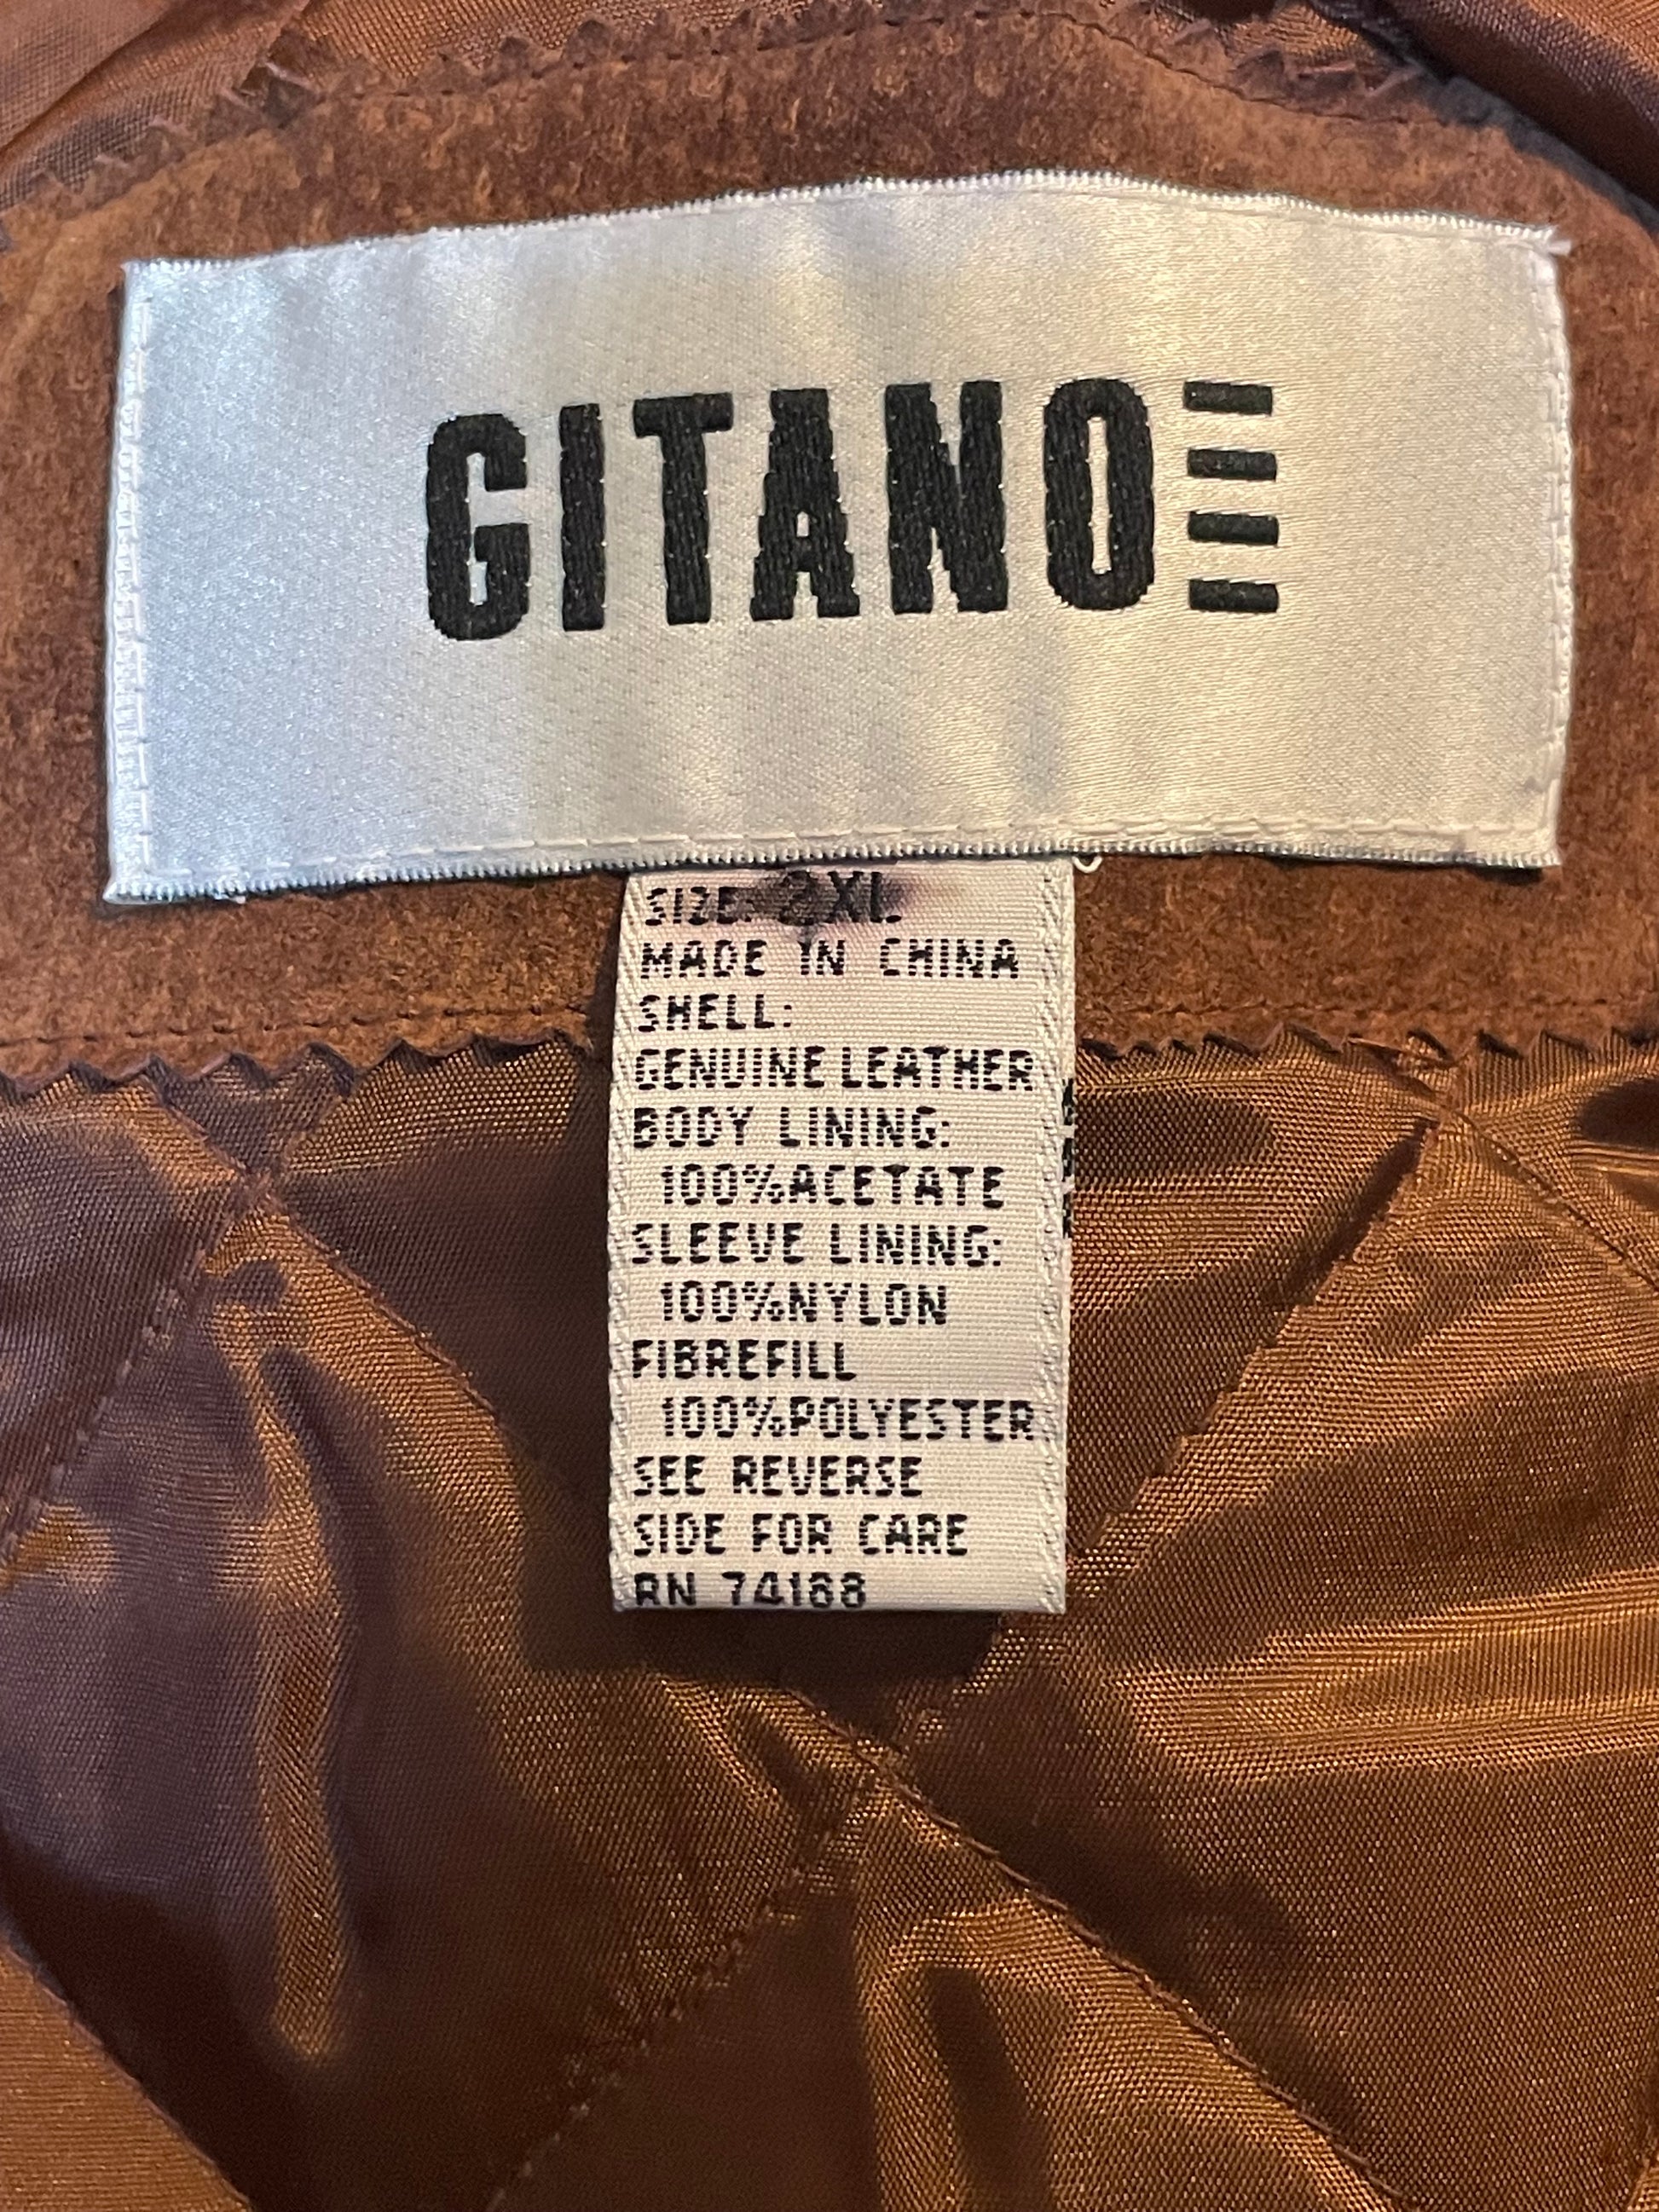 GITANO
SIZE: 2XL
MADE IN CHINA
SHELL:
GENUINE LEATHER
BODY LINING:
100%ACETATE
SLEEVE LINING:
100%NYLON
FIBREFILL
100%POLYESTER
SEE REVERSE
SIDE FOR CARE
RN 74188